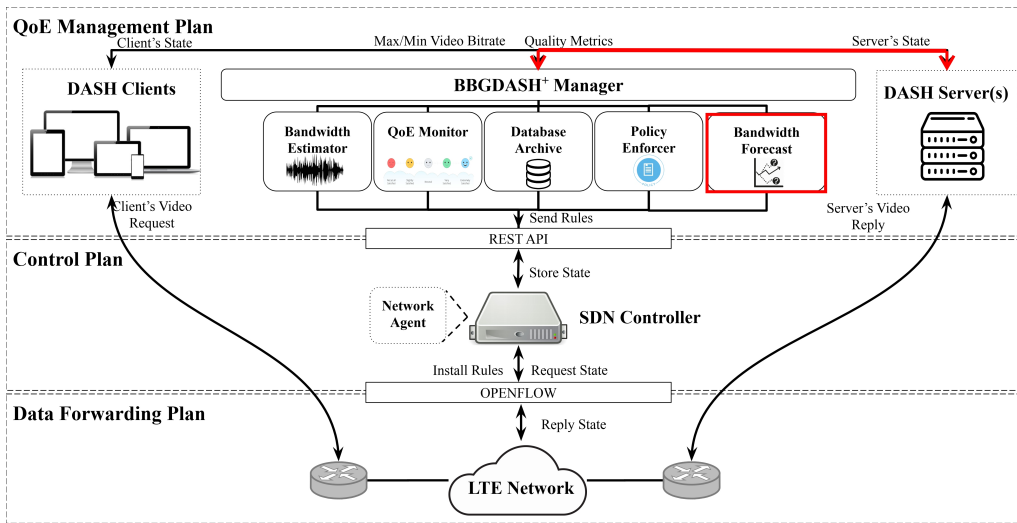 QoE Management Plan
Client's State
Max/Min Video Bitrate
Quality Metrics
Server's State
DASH Clients
BBGDASH+ Manager
DASH Server(s)
Bandwidth
Estimator
QoE Monitor
Database
Archive
Policy
Enforcer
Bandwidth
Forecast
Client's Video
Request
Send Rules
Server's Video
Reply
REST API
Control Plan
Store State
Network
Agent
SDN Controller
Install Rules
Request State
OPENFLOW
Data Forwarding Plan
Reply State
LTE Network